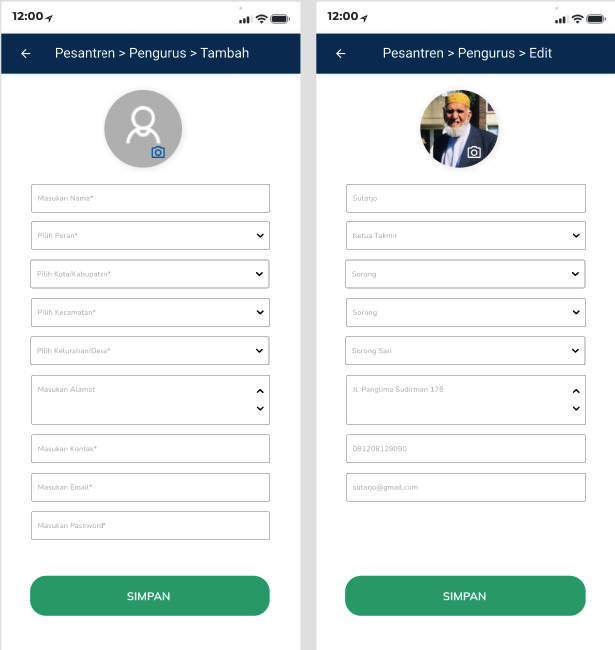 12:00
Pesantren > Pengurus > Tambah
Masukan Nama*
Pilih Peran*
Pilih Kota/Kabupaten*
Pilih Kecamatan*
Pilih Kelurahan/Desa*
Masukan Alamat
Masukan Kontak*
Masukan Email*
Masukan Password*
SIMPAN
12:00
Pesantren > Pengurus > Edit
Sutarjo
Ketua Takmir
Sorong
Sorong
Sorong Sari
Jl. Panglima Sudirman 178
081208129090
sutarjo@gmail.com
SIMPAN